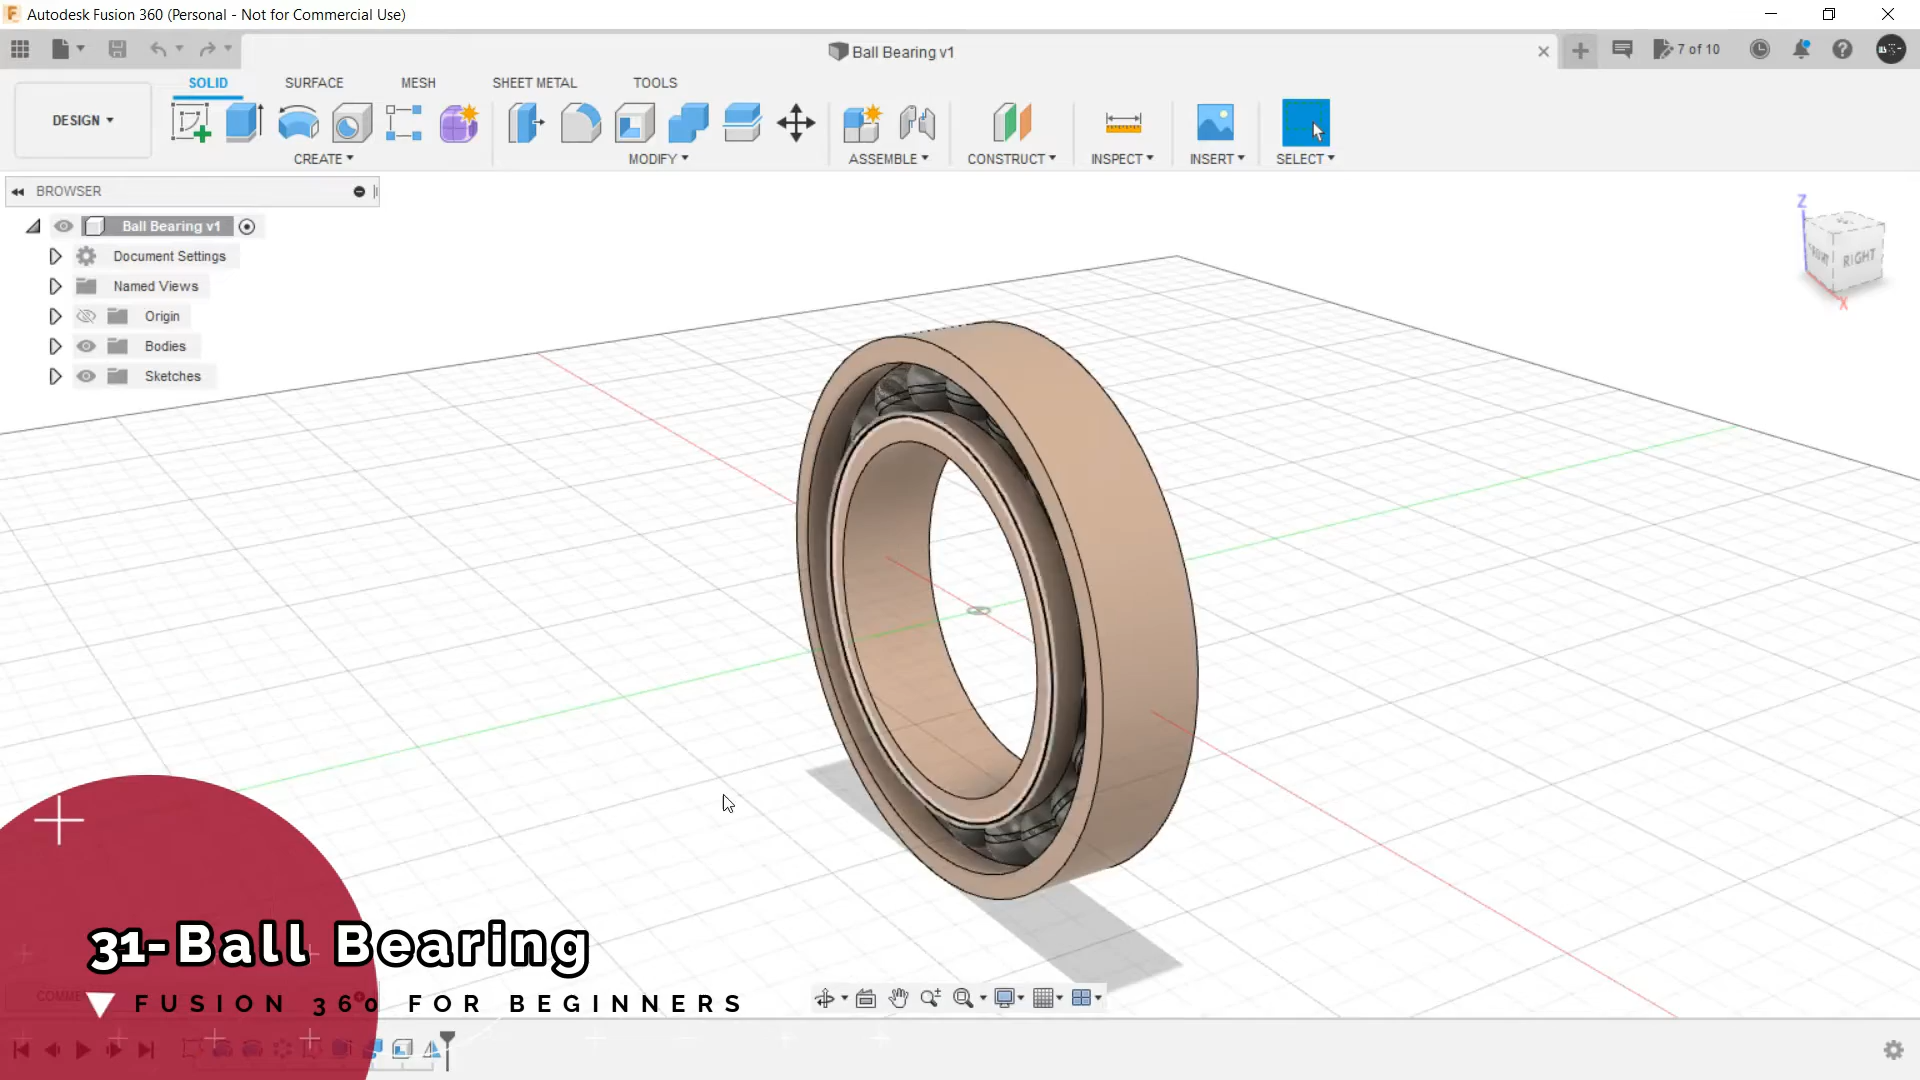 Autodesk Fusion 360 (Personal - Not for Commercial Use)
Ball Bearing v1
7 of 10
SOLID SURFACE MESH SHEET METAL TOOLS
DESIGN
CREATE MODIFY ASSEMBLE CONSTRUCT INSPECT INSERT SELECT
BROWSER
Ball Bearing v1
Document Settings
Named Views
Origin
Bodies
Sketches
Z
FRONT RIGHT
X
31-Ball Bearing
FUSION 360 FOR BEGINNERS